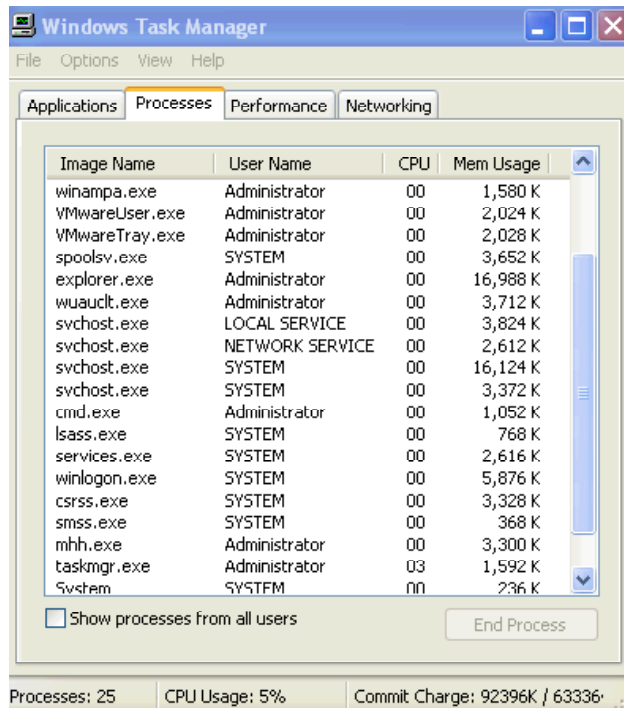 Windows Task Manager
File Options View Help
Applications Processes Performance Networking
Image Name User Name CPU Mem Usage
winampa.exe Administrator 00 1,580 K
VMwareUser.exe Administrator 00 2,024 K
VMwareTray.exe Administrator 00 2,028 K
spoolsv.exe SYSTEM 00 3,652 K
explorer.exe Administrator 00 16,988 K
wuauclt.exe Administrator 00 3,712 K
svchost.exe LOCAL SERVICE 00 3,824 K
svchost.exe NETWORK SERVICE 00 2,612 K
svchost.exe SYSTEM 00 16,124 K
svchost.exe SYSTEM 00 3,372 K
cmd.exe Administrator 00 1,052 K
lsass.exe SYSTEM 00 768 K
services.exe SYSTEM 00 2,616 K
winlogon.exe SYSTEM 00 5,876 K
csrss.exe SYSTEM 00 3,328 K
smss.exe SYSTEM 00 368 K
mhh.exe Administrator 00 3,300 K
taskmgr.exe Administrator 03 1,592 K
System SYSTEM 00 236 K
Show processes from all users
End Process
Processes: 25 CPU Usage: 5% Commit Charge: 92396K / 63336